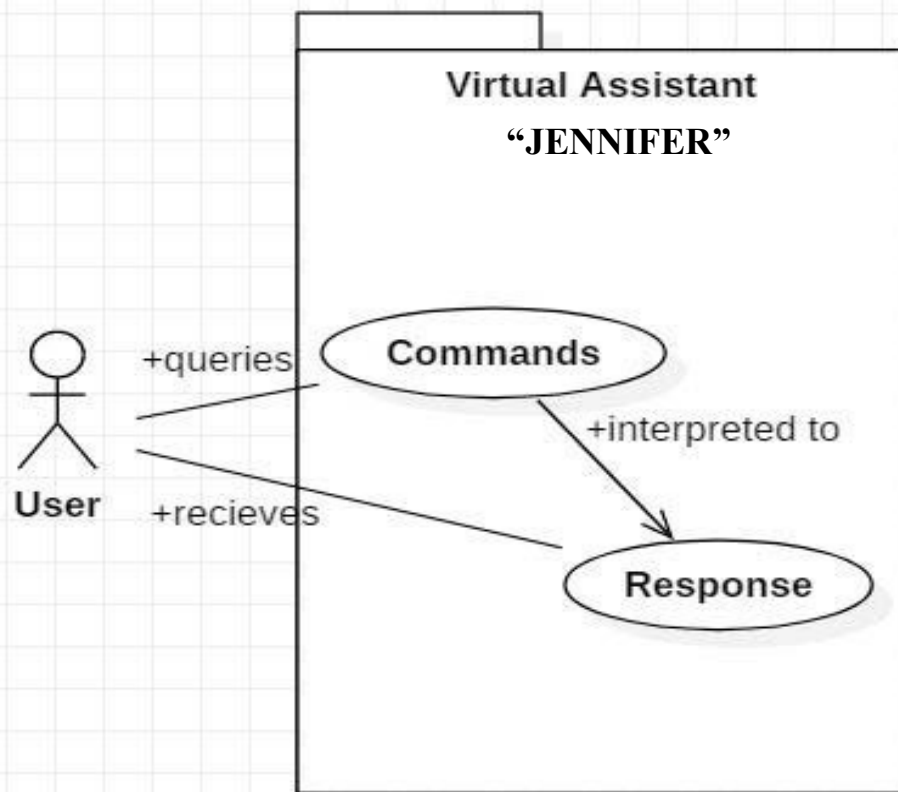 Virtual Assistant
“JENNIFER”
+queries
Commands
+interpreted to
User
+recieves
Response